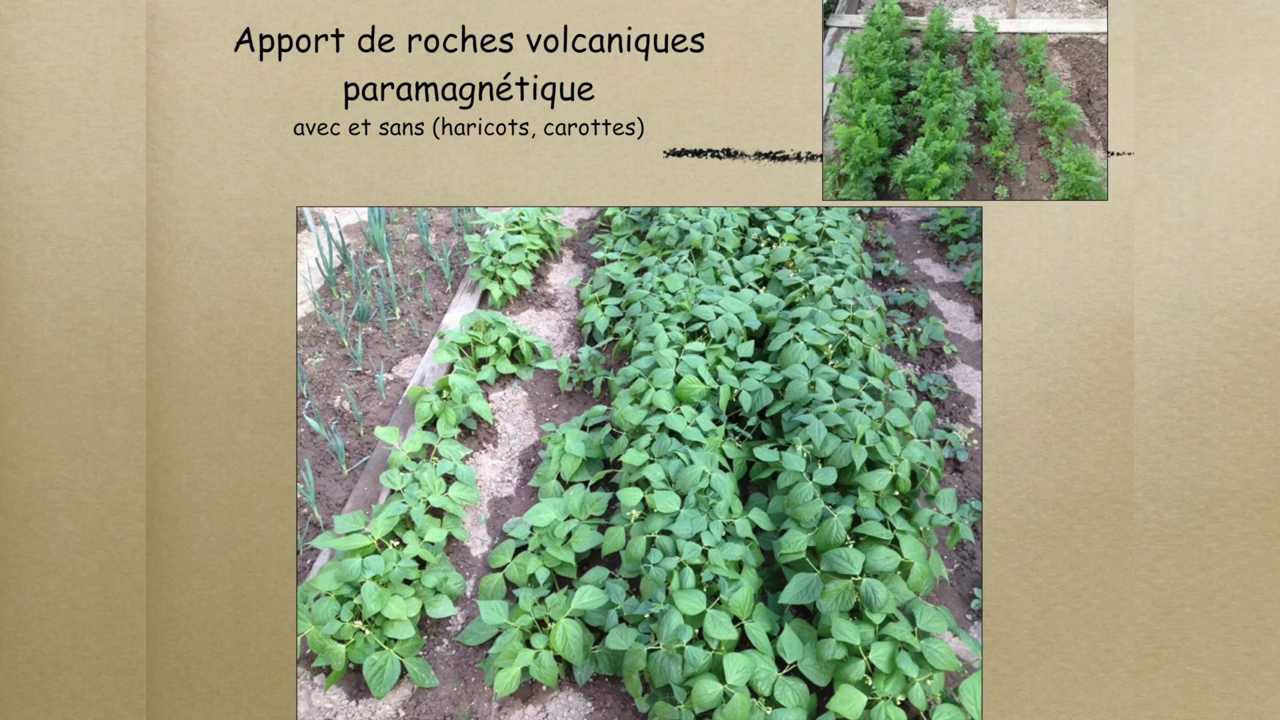 Apport de roches volcaniques
paramagnétique
avec et sans (haricots, carottes)